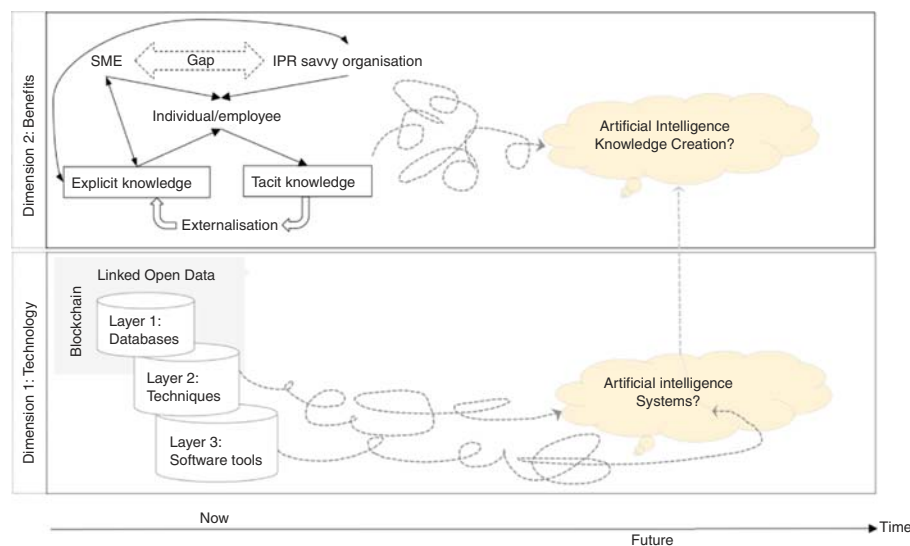 Dimension 2: Benefits
SME
Gap
IPR savvy organisation
Individual/employee
Explicit knowledge
Tacit knowledge
Externalisation
Artificial Intelligence
Knowledge Creation?
Dimension 1: Technology
Linked Open Data
Blockchain
Layer 1:
Databases
Layer 2:
Techniques
Layer 3:
Software tools
Artificial intelligence
Systems?
Now
Future
Time